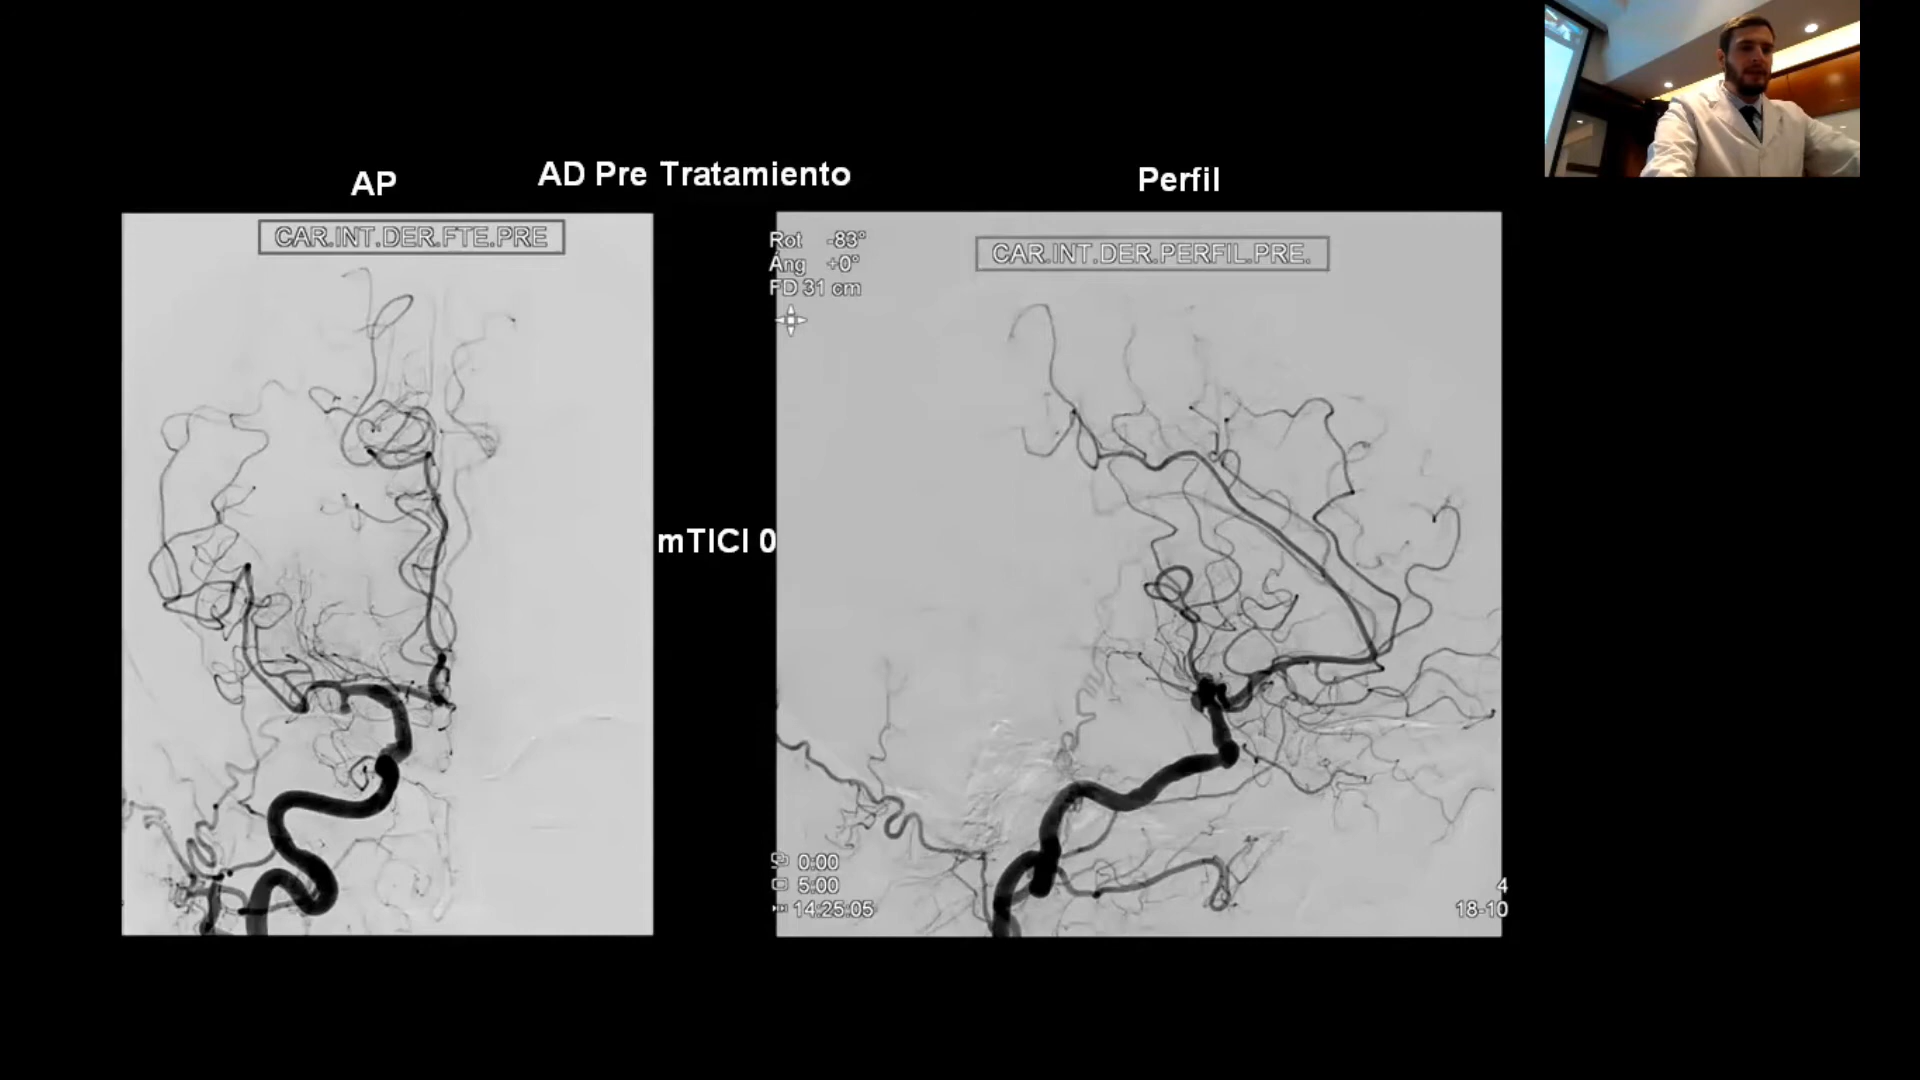 AP
AD Pre Tratamiento
Perfil
CAR.INT.DER.FTE.PRE
Rot -83°
Áng +0°
FD 31 cm
CAR.INT.DER.PERFIL.PRE.
mTICI 0
0:00
5:00
14:25:05
4
18-10